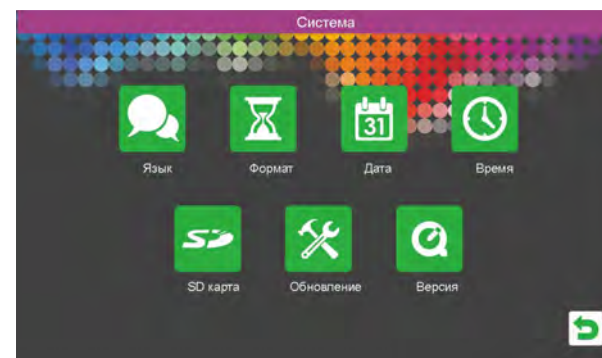 Система
31
Язык
Формат
Дата
Время
SD
SD карта
Обновление
Версия